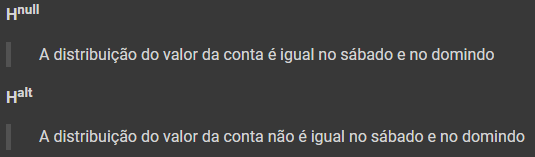 H^null
A distribuição do valor da conta é igual no sábado e no domindo
H^alt
A distribuição do valor da conta não é igual no sábado e no domindo